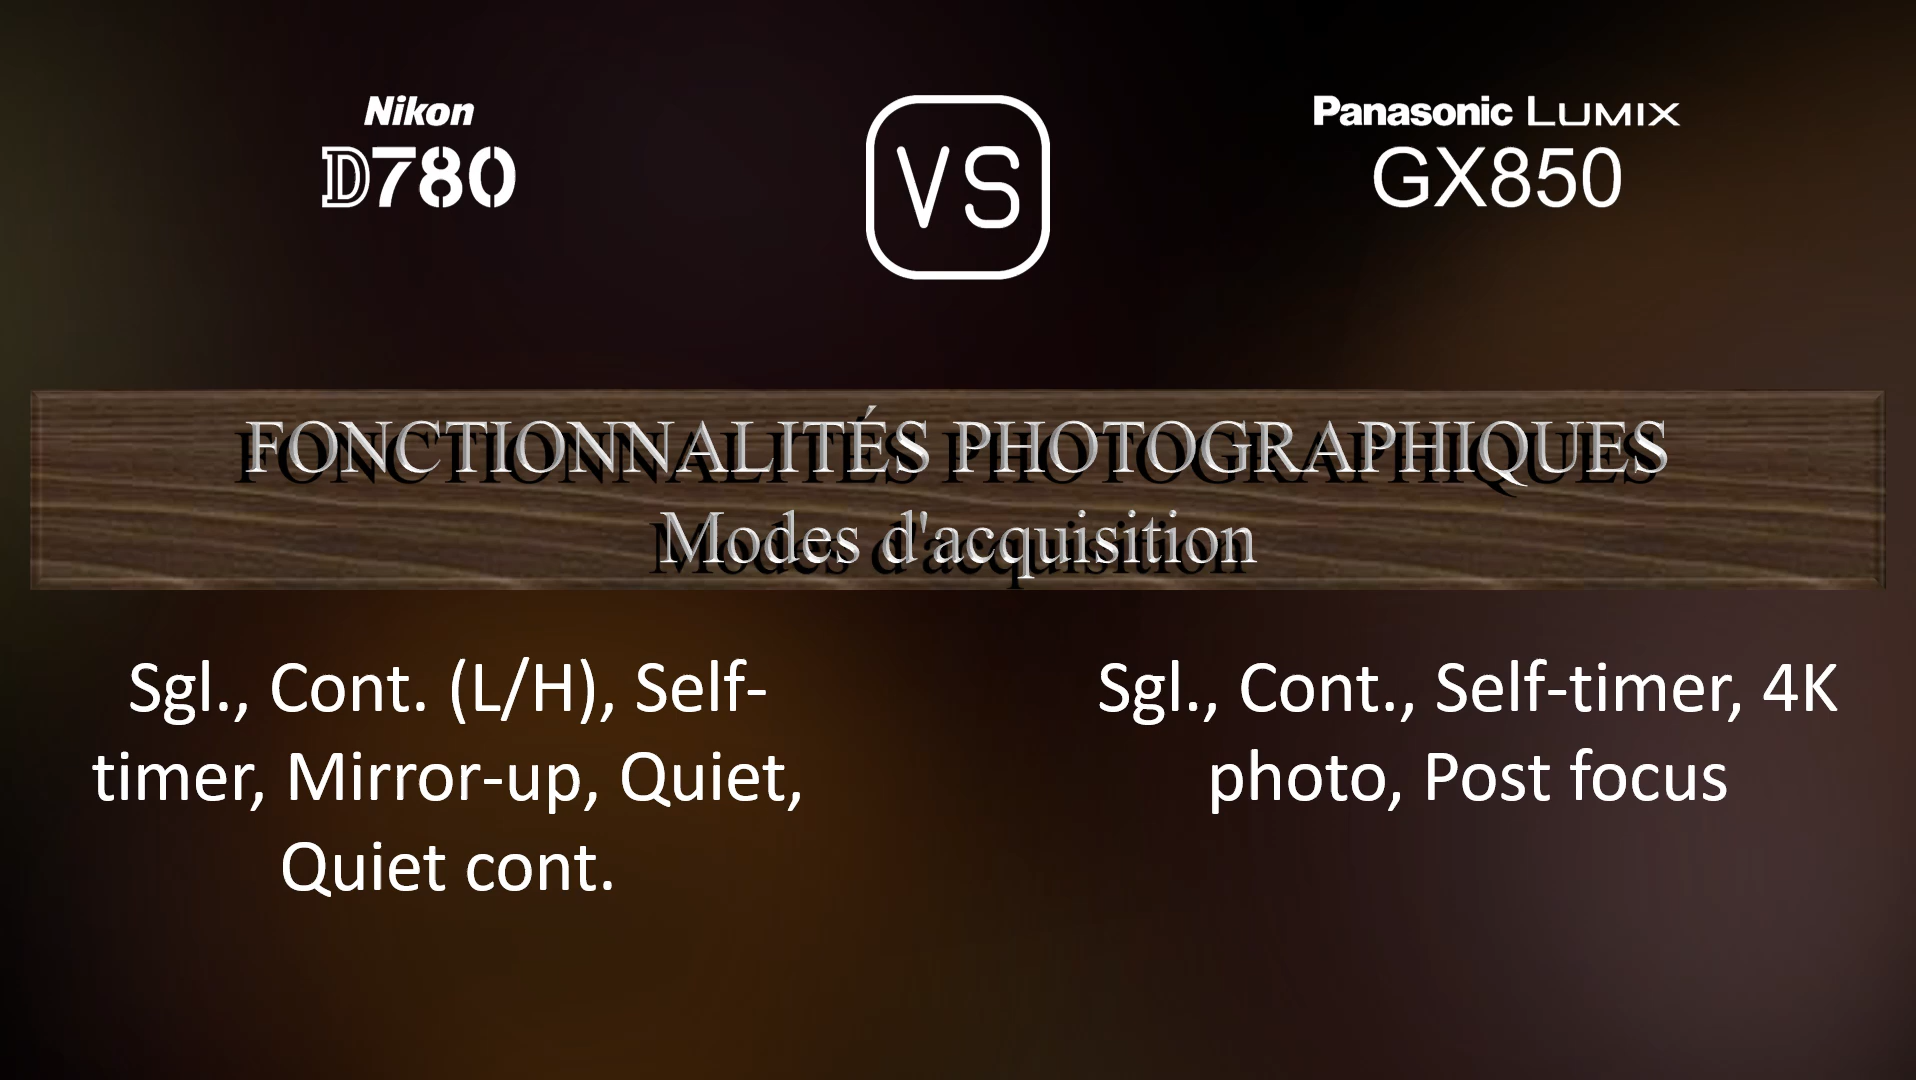 Nikon
D780
VS
Panasonic LUMIX
GX850
FONCTIONNALITÉS PHOTOGRAPHIQUES
Modes d'acquisition
Sgl., Cont. (L/H), Self-
timer, Mirror-up, Quiet,
Quiet cont.
Sgl., Cont., Self-timer, 4K
photo, Post focus